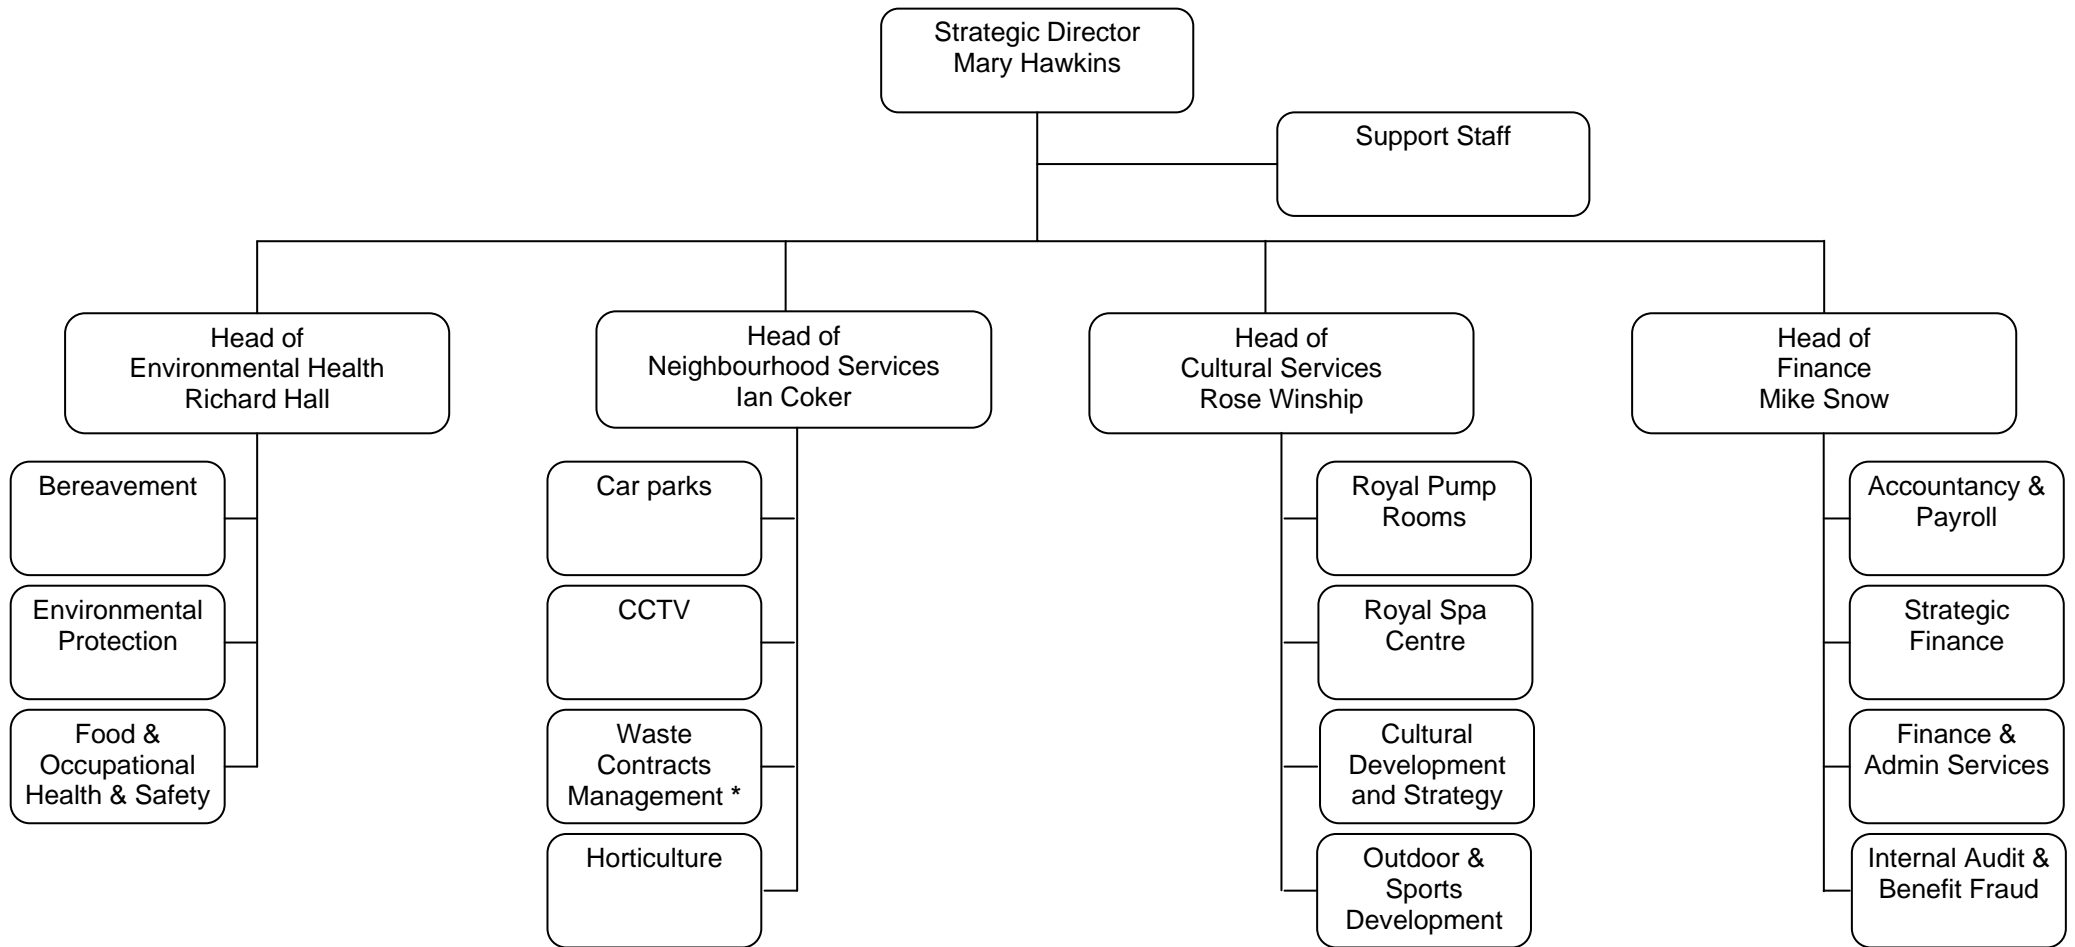 Strategic Director
Mary Hawkins
Support Staff
Head of
Environmental Health
Richard Hall
Head of
Neighbourhood Services
Ian Coker
Head of
Cultural Services
Rose Winship
Head of
Finance
Mike Snow
Bereavement
Environmental
Protection
Food &
Occupational
Health & Safety
Car parks
CCTV
Waste
Contracts
Management *
Horticulture
Royal Pump
Rooms
Royal Spa
Centre
Cultural
Development
and Strategy
Outdoor &
Sports
Development
Accountancy &
Payroll
Strategic
Finance
Finance &
Admin Services
Internal Audit &
Benefit Fraud